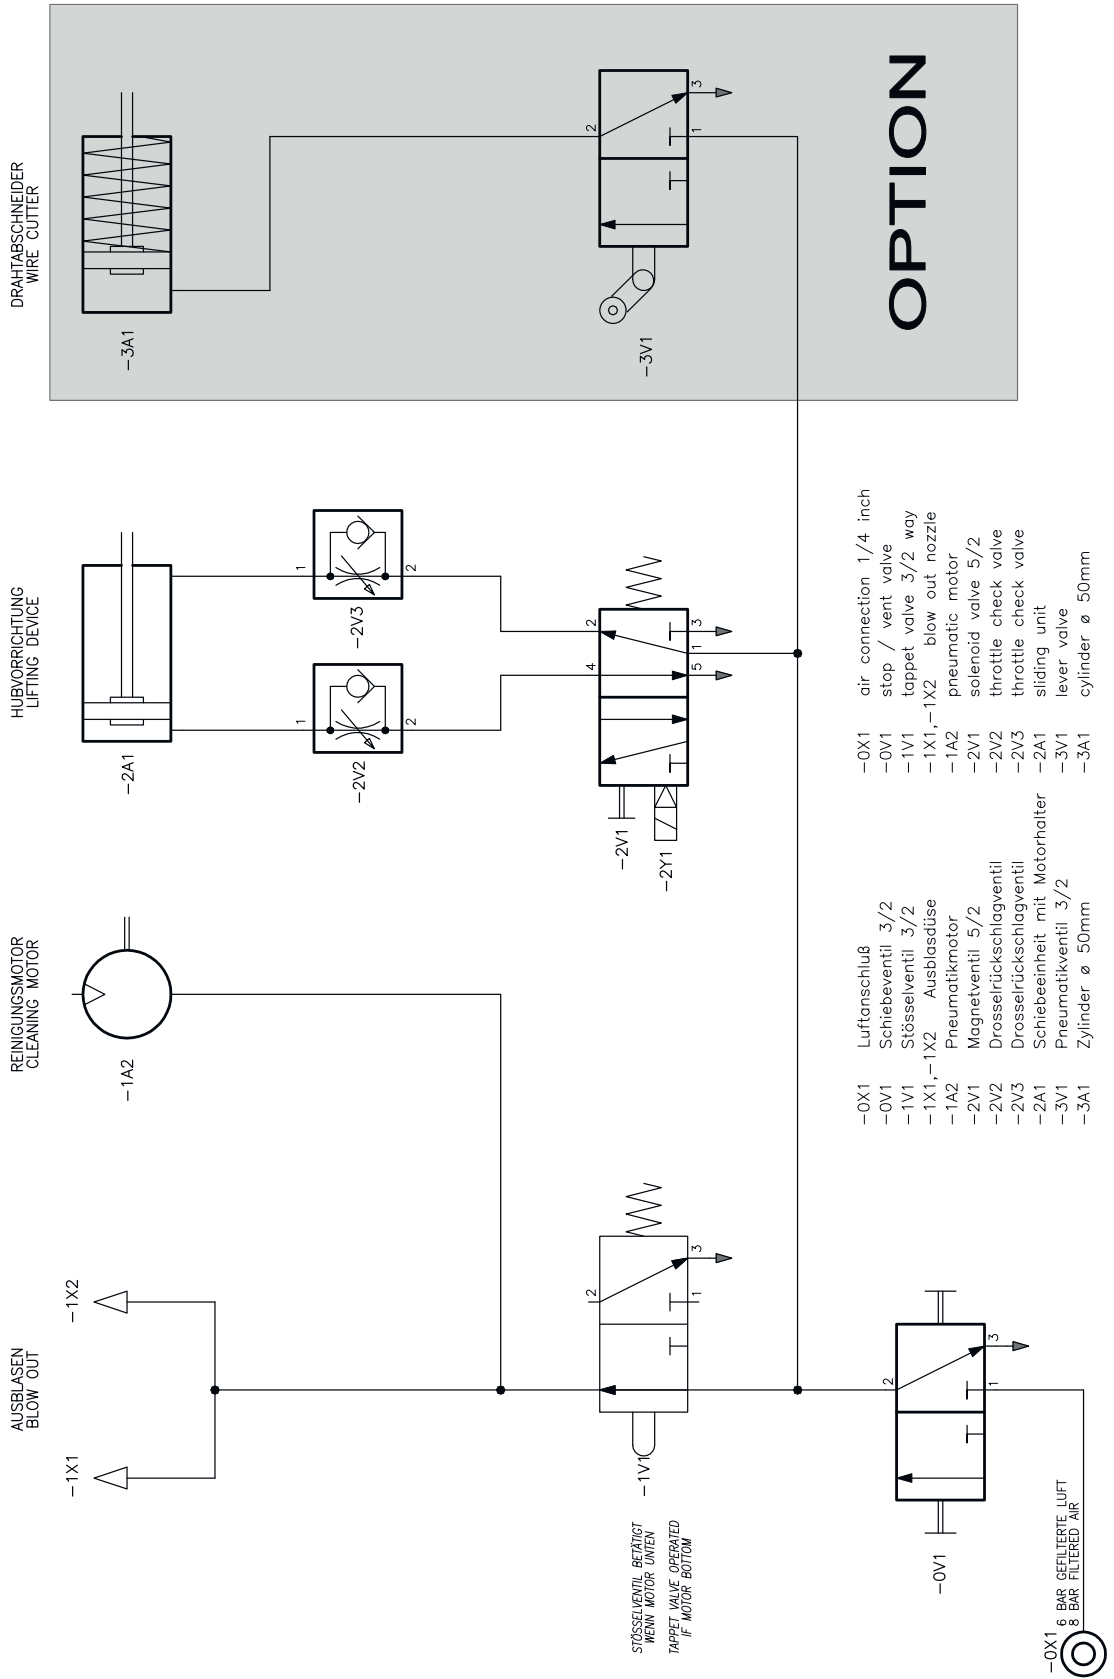 AUSBLASEN
BLOW OUT
REINIGUNGSMOTOR
CLEANING MOTOR
HUBVORRICHTUNG
LIFTING DEVICE
DRAHTABSCHNEIDER
WIRE CUTTER
-1X1
-1X2
-1A2
-2A1
-3A1
-2V2
1
2
-2V3
1
2
STÖSSELVENTIL BETÄTIGT
WENN MOTOR UNTEN
TAPPET VALVE OPERATED
IF MOTOR BOTTOM
-1V1
2
1
3
-2V1
-2Y1
4
2
5
1
3
-3V1
2
1
3
-0V1
2
1
3
OPTION
-0X1
6 BAR GEFILTERTE LUFT
8 BAR FILTERED AIR
-0X1 Luftanschluß
-0V1 Schiebeventil 3/2
-1V1 Stösselventil 3/2
-1X1,-1X2 Ausblasdüse
-1A2 Pneumatikmotor
-2V1 Magnetventil 5/2
-2V2 Drosselrückschlagventil
-2V3 Drosselrückschlagventil
-2A1 Schiebeeinheit mit Motorhalter
-3V1 Pneumatikventil 3/2
-3A1 Zylinder ø 50mm
-0X1 air connection 1/4 inch
-0V1 stop / vent valve
-1V1 tappet valve 3/2 way
-1X1,-1X2 blow out nozzle
-1A2 pneumatic motor
-2V1 solenoid valve 5/2
-2V2 throttle check valve
-2V3 throttle check valve
-2A1 sliding unit
-3V1 lever valve
-3A1 cylinder ø 50mm